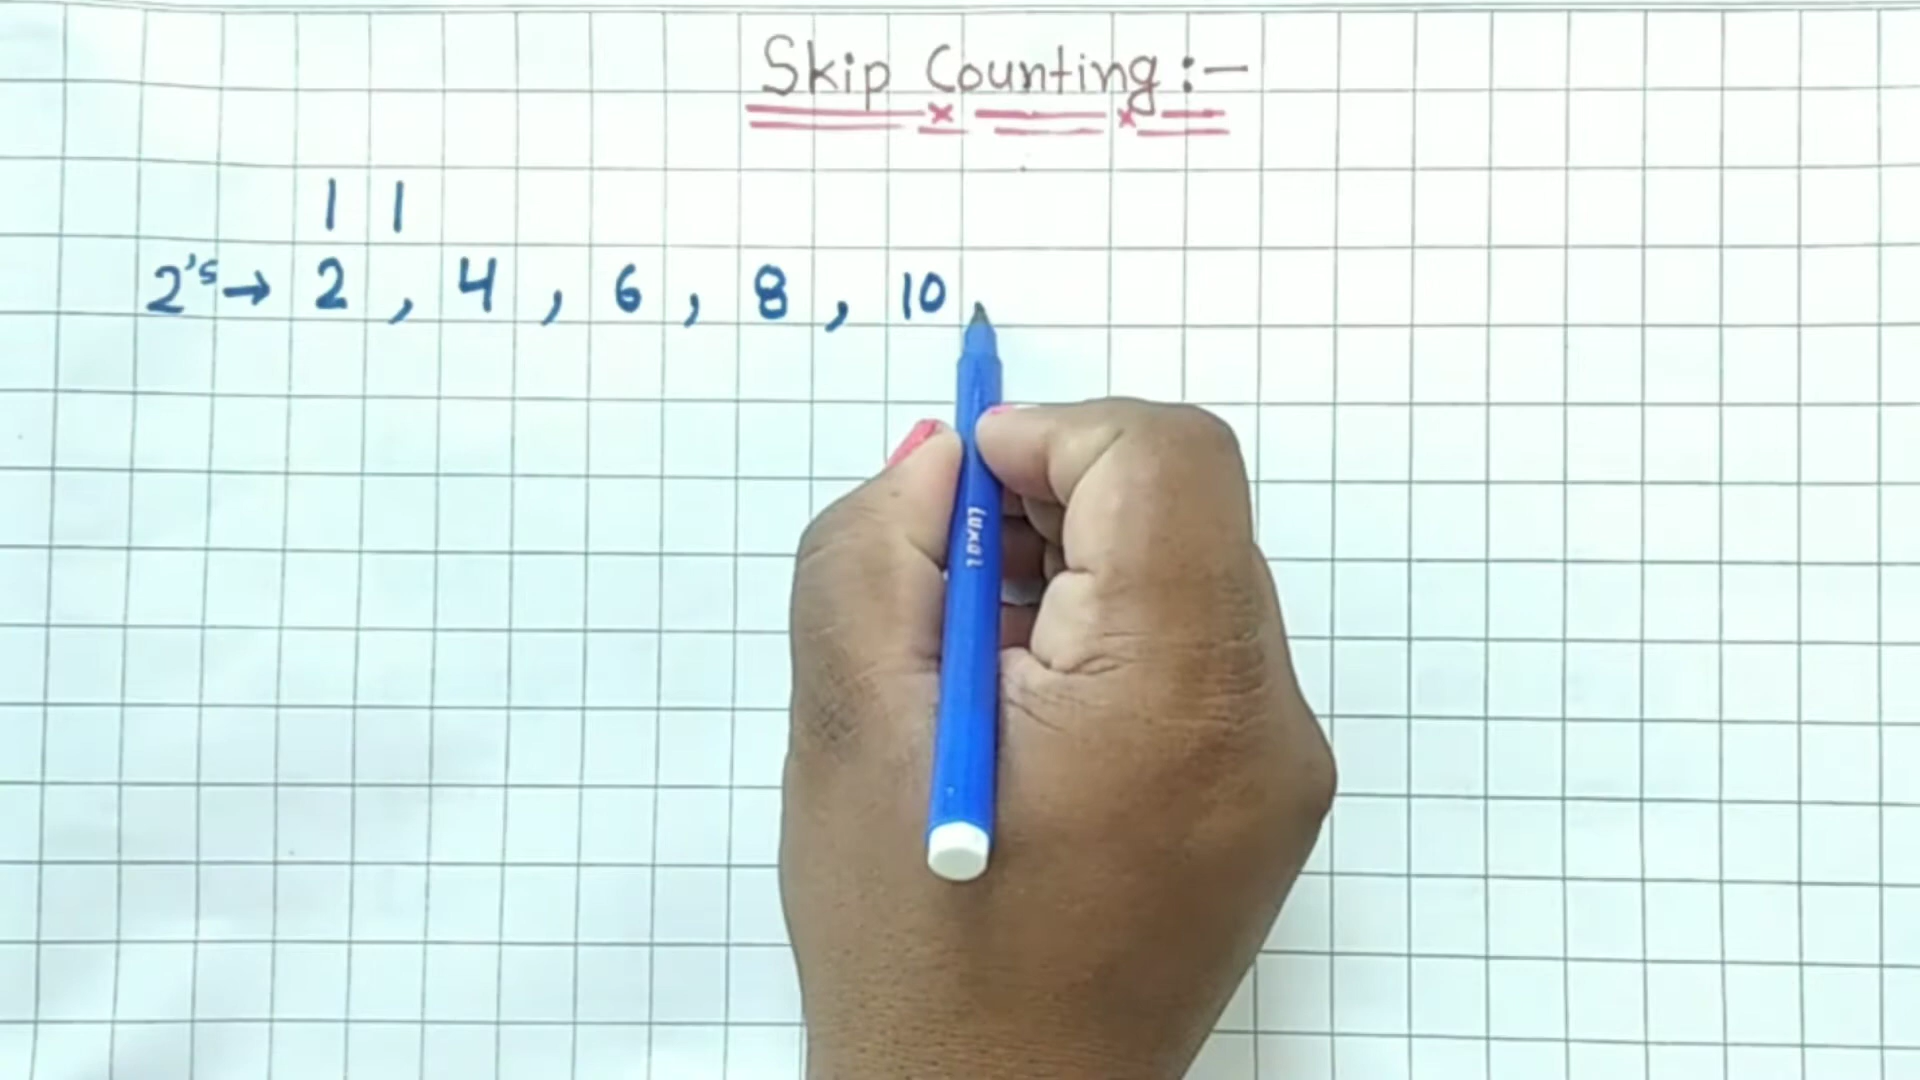 Skip Counting :-
1 1
2's → 2 , 4 , 6 , 8 , 10 ,
Luxor